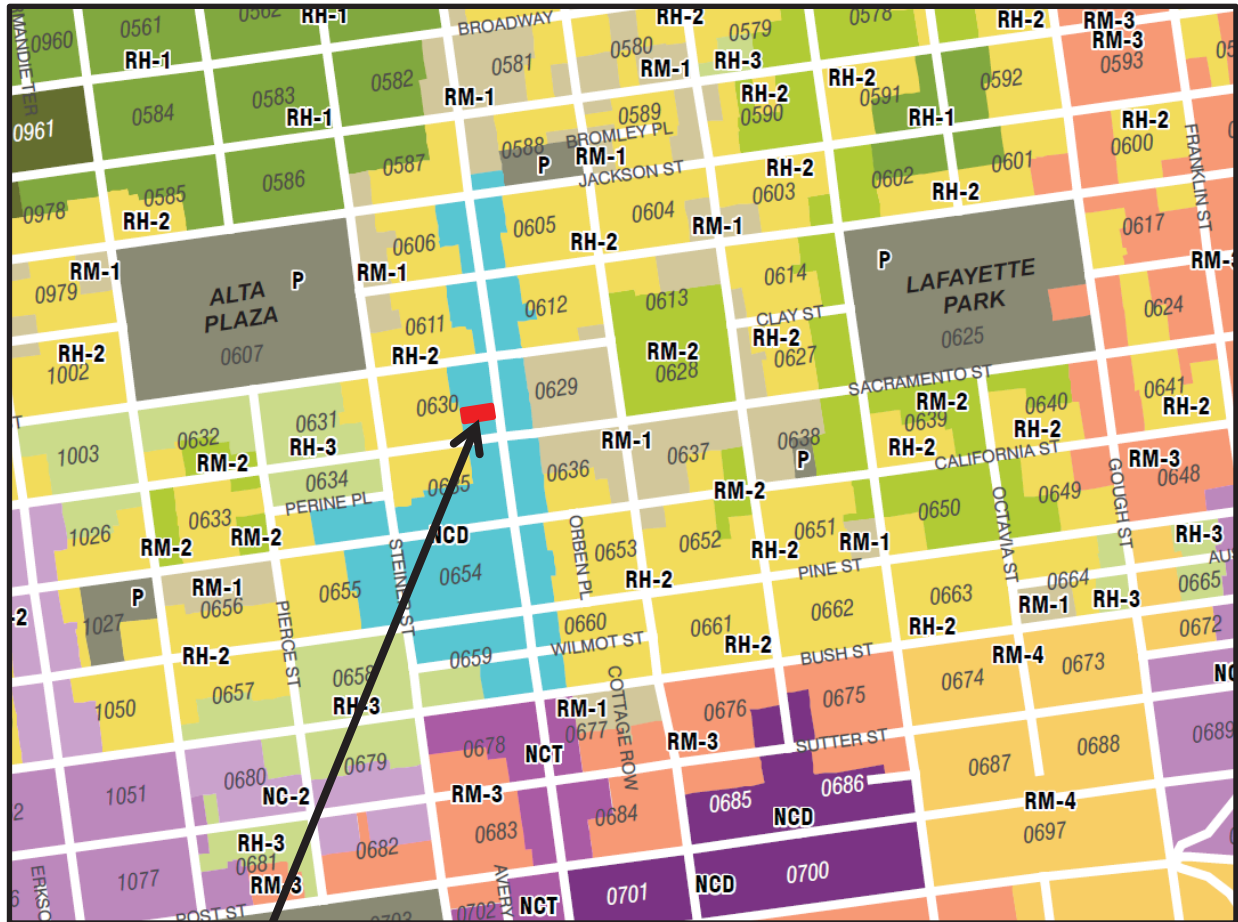 RMANDIE TER
0960
0561
0562
RH-1
BROADWAY
RH-2
0579
0578
RH-2
RM-3
RM-3
RH-1
0582
0581
0580
RM-1
RH-3
RH-2
0592
0593
0961
0584
0583
RH-1
RM-1
0589
RH-2
0590
0591
RH-1
RH-2
0600
FRANKLIN ST
0588
BROMLEY PL
P
RM-1
JACKSON ST
0587
0978
0585
0586
RH-2
RH-2
0603
0602
RH-2
0601
0606
0605
0604
RM-1
RH-2
0617
RM-1
0979
ALTA
PLAZA
P
RM-1
0607
P
LAFAYETTE
PARK
0625
0614
0613
0612
0611
CLAY ST
RH-2
0627
0624
RH-2
1002
RH-2
RM-2
0628
0629
0630
SACRAMENTO ST
RM-2
0639
0640
RH-2
0641
RH-2
1003
0632
0631
RH-3
RM-2
0634
RM-1
0638
P
RH-2
CALIFORNIA ST
RM-3
0648
0637
0636
0635
PERINE PL
0633
RM-2
RM-2
1026
RM-2
0650
0649
GOUGH ST
OCTAVIA ST
NCD
ORBEN PL
0653
0652
0651
RM-1
RH-2
RH-3
STEINER ST
0654
RH-2
PINE ST
0655
RM-1
0656
P
1027
PIERCE ST
0663
0664
RM-1
RH-3
0665
0662
0661
0660
WILMOT ST
RH-2
RH-2
0672
RH-2
0657
0658
0659
BUSH ST
RM-4
0673
0674
1050
RH-3
COTTAGE ROW
RM-1
0677
0676
0675
RM-3
SUTTER ST
0678
NCT
0679
0680
NC-2
1051
0689
0688
0687
0686
0685
NCD
RM-4
0697
RM-3
0684
0683
0682
RH-3
0681
RM-3
1077
ERKSO
POST ST
AVERY
0702
NCT
0701
NCD
0700